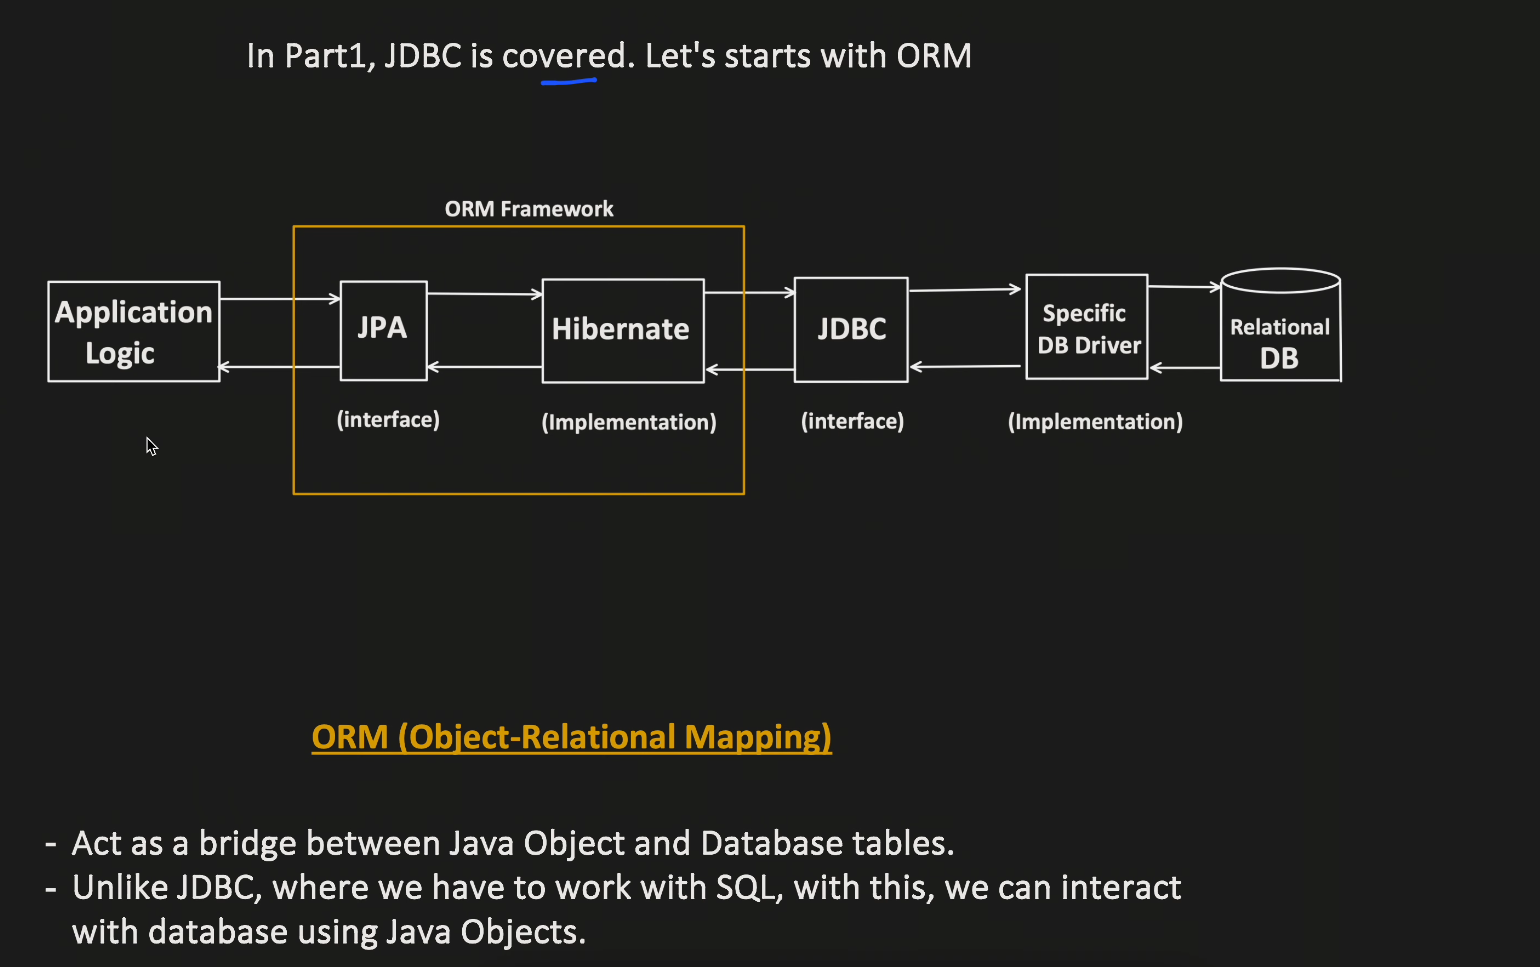 In Part1, JDBC is covered. Let's starts with ORM
ORM Framework
Application
Logic
JPA
Hibernate
JDBC
Specific
DB Driver
Relational
DB
(interface)
(Implementation)
(interface)
(Implementation)
ORM (Object-Relational Mapping)
- Act as a bridge between Java Object and Database tables.
- Unlike JDBC, where we have to work with SQL, with this, we can interact
with database using Java Objects.